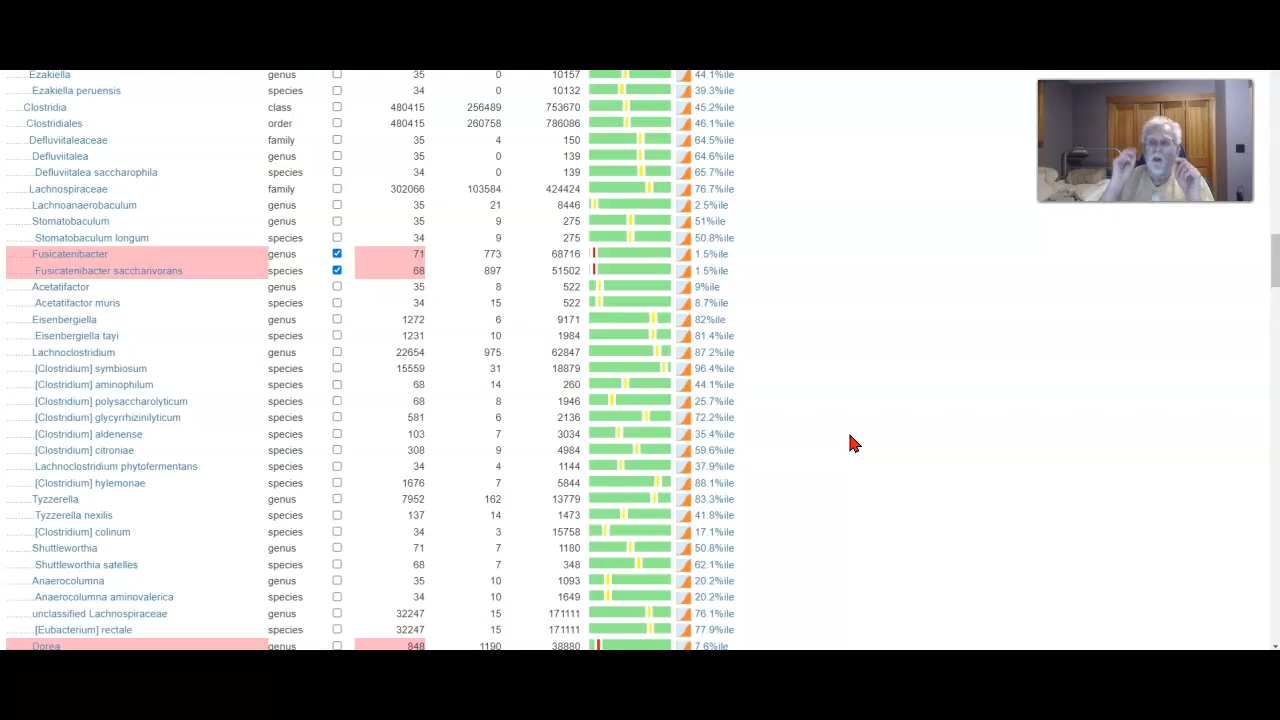 ........Ezakiella genus 35 0 10157 44.1%ile
.........Ezakiella peruensis species 34 0 10132 39.3%ile
......Clostridia class 480415 256489 753670 45.2%ile
.......Clostridiales order 480415 260758 786086 46.1%ile
........Defluviitaleaceae family 35 4 150 64.5%ile
.........Defluviitalea genus 35 0 139 64.6%ile
..........Defluviitalea saccharophila species 34 0 139 65.7%ile
........Lachnospiraceae family 302066 103584 424424 76.7%ile
.........Lachnoanaerobaculum genus 35 21 8446 2.5%ile
.........Stomatobaculum genus 35 9 275 51%ile
..........Stomatobaculum longum species 34 9 275 50.8%ile
.........Fusicatenibacter genus 71 773 68716 1.5%ile
..........Fusicatenibacter saccharivorans species 68 897 51502 1.5%ile
.........Acetatifactor genus 35 8 522 9%ile
..........Acetatifactor muris species 34 15 522 8.7%ile
.........Eisenbergiella genus 1272 6 9171 82%ile
..........Eisenbergiella tayi species 1231 10 1984 81.4%ile
.........Lachnoclostridium genus 22654 975 62847 87.2%ile
..........[Clostridium] symbiosum species 15559 31 18879 96.4%ile
..........[Clostridium] aminophilum species 68 14 260 44.1%ile
..........[Clostridium] polysaccharolyticum species 68 8 1946 25.7%ile
..........[Clostridium] glycyrrhizinilyticum species 581 6 2136 72.2%ile
..........[Clostridium] aldenense species 103 7 3034 35.4%ile
..........[Clostridium] citroniae species 308 9 4984 59.6%ile
..........Lachnoclostridium phytofermentans species 34 4 1144 37.9%ile
..........[Clostridium] hylemonae species 1676 7 5844 88.1%ile
.........Tyzzerella genus 7952 162 13779 83.3%ile
..........Tyzzerella nexilis species 137 14 1473 41.8%ile
..........[Clostridium] colinum species 34 3 15758 17.1%ile
.........Shuttleworthia genus 71 7 1180 50.8%ile
..........Shuttleworthia satelles species 68 7 348 62.1%ile
.........Anaerocolumna genus 35 10 1093 20.2%ile
..........Anaerocolumna aminovalerica species 34 10 1649 20.2%ile
.........unclassified Lachnospiraceae genus 32247 15 171111 76.1%ile
..........[Eubacterium] rectale species 32247 15 171111 77.9%ile
.........Dorea genus 848 1190 38880 7.6%ile